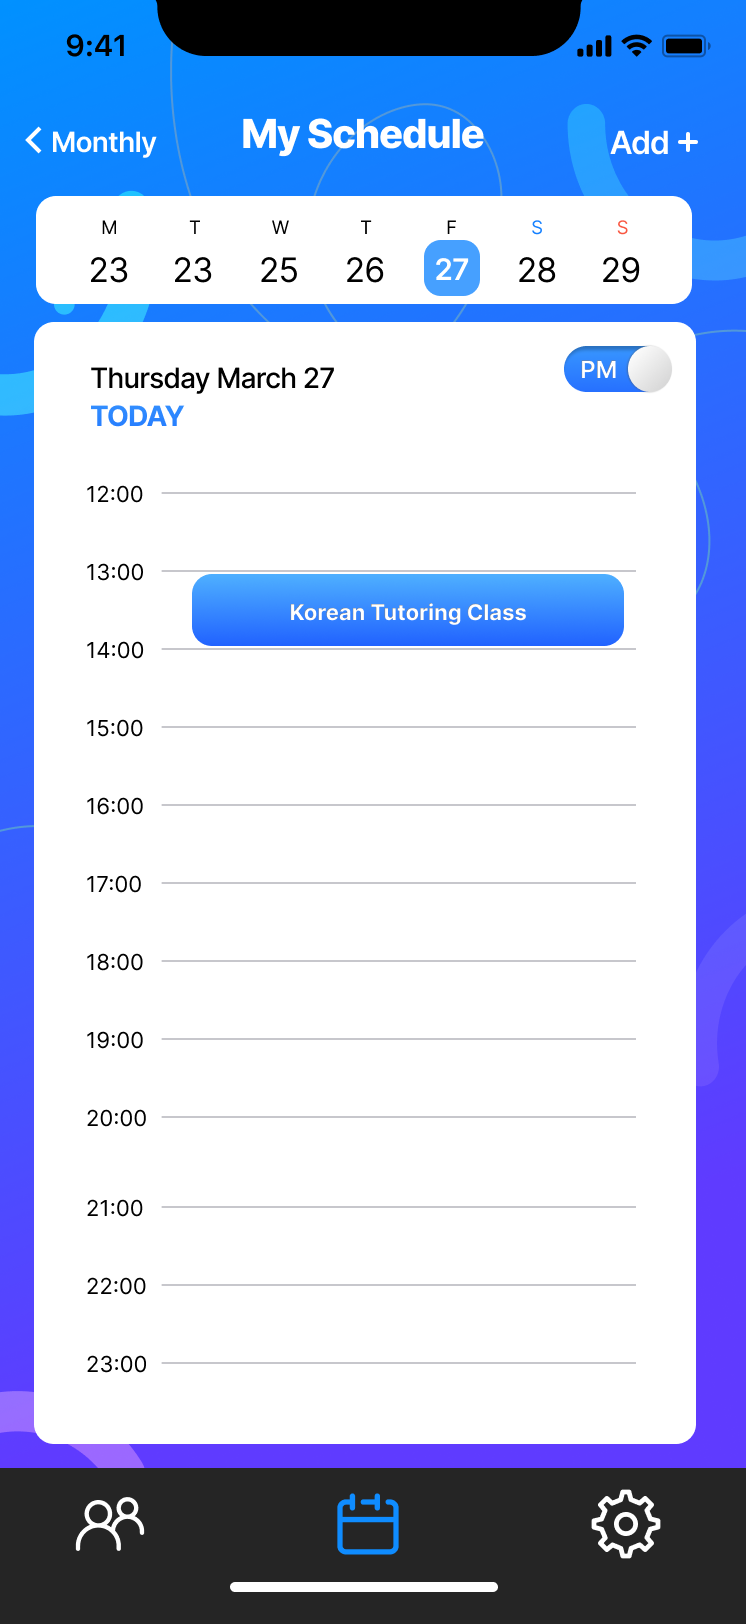 9:41
Monthly
My Schedule
Add +
M T W T F S S
23 23 25 26 27 28 29
Thursday March 27
PM
TODAY
12:00
13:00
Korean Tutoring Class
14:00
15:00
16:00
17:00
18:00
19:00
20:00
21:00
22:00
23:00